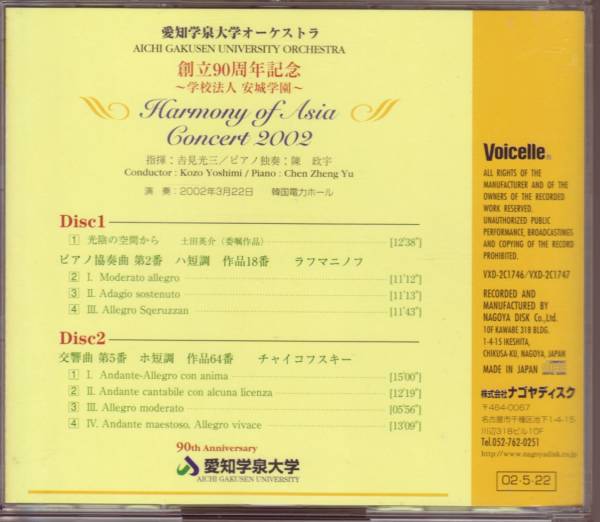 愛知学泉大学オーケストラ
AICHI GAKUSEN UNIVERSITY ORCHESTRA
創立90周年記念
～学校法人 安城学園～
Harmony of Asia
Concert 2002
指揮：吉見光三／ピアノ独奏：陳 政宇
Conductor : Kozo Yoshimi / Piano : Chen Zheng Yu
演 奏：2002年3月22日 韓国電力ホール
Disc1
1 光陰の空間から 土田英介（委嘱作品） [12'38"]
ピアノ協奏曲 第2番 ハ短調 作品18番 ラフマニノフ
2 I. Moderato allegro [11'12"]
3 II. Adagio sostenuto [11'13"]
4 III. Allegro Sqeruzzan [11'43"]
Disc2
交響曲 第5番 ホ短調 作品64番 チャイコフスキー
1 I. Andante-Allegro con anima [15'00"]
2 II. Andante cantabile con alcuna licenza [12'19"]
3 III. Allegro moderato [05'56"]
4 IV. Andante maestoso, Allegro vivace [13'09"]
90th Anniversary
愛知学泉大学
AICHI GAKUSEN UNIVERSITY
Voicelle®
ALL RIGHTS OF THE
MANUFACTURER AND OF THE
OWNERS OF THE RECORDED
WORK RESERVED.
UNAUTHORIZED PUBLIC
PERFORMANCE, BROADCASTINGS
AND COPYING OF THE RECORD
PROHIBITED.
VXD-2C1746/VXD-2C1747
RECORDED AND
MANUFACTURED BY
NAGOYA DISK Co.,Ltd.
10F KAWABE 318 BLDG.
1-4-15 IKESHITA,
CHIKUSA-KU, NAGOYA, JAPAN
MADE IN JAPAN
株式会社ナゴヤディスク
〒464-0067
名古屋市千種区池下1-4-15
川辺318ビル10F
Tel.052-762-0251
http://www.nagoyadisk.co.jp
02·5·22